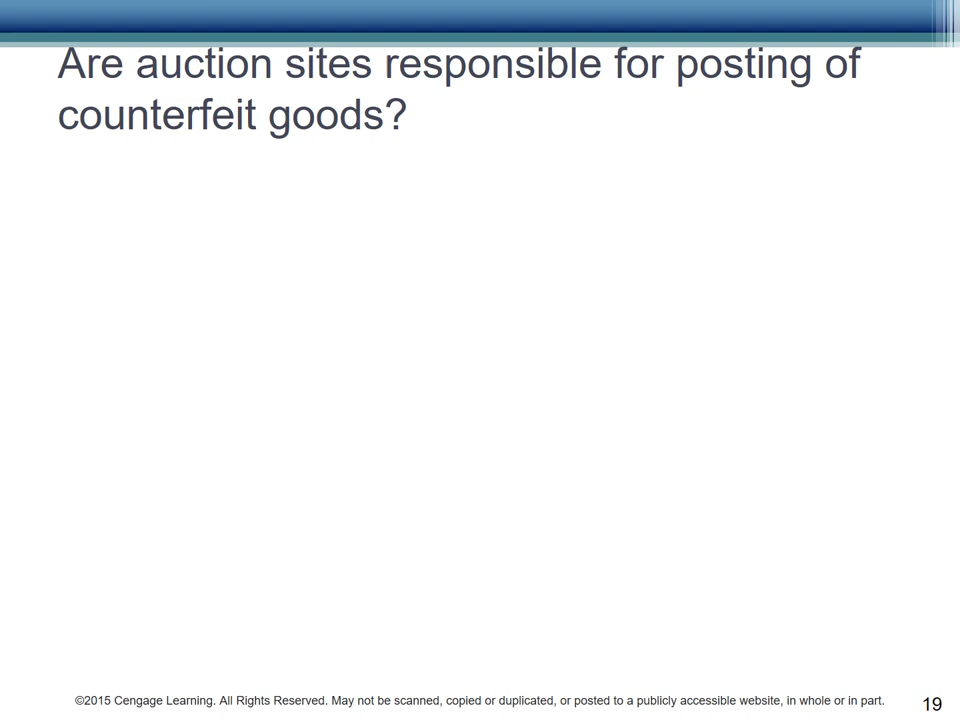 Are auction sites responsible for posting of
counterfeit goods?
©2015 Cengage Learning. All Rights Reserved. May not be scanned, copied or duplicated, or posted to a publicly accessible website, in whole or in part.
19